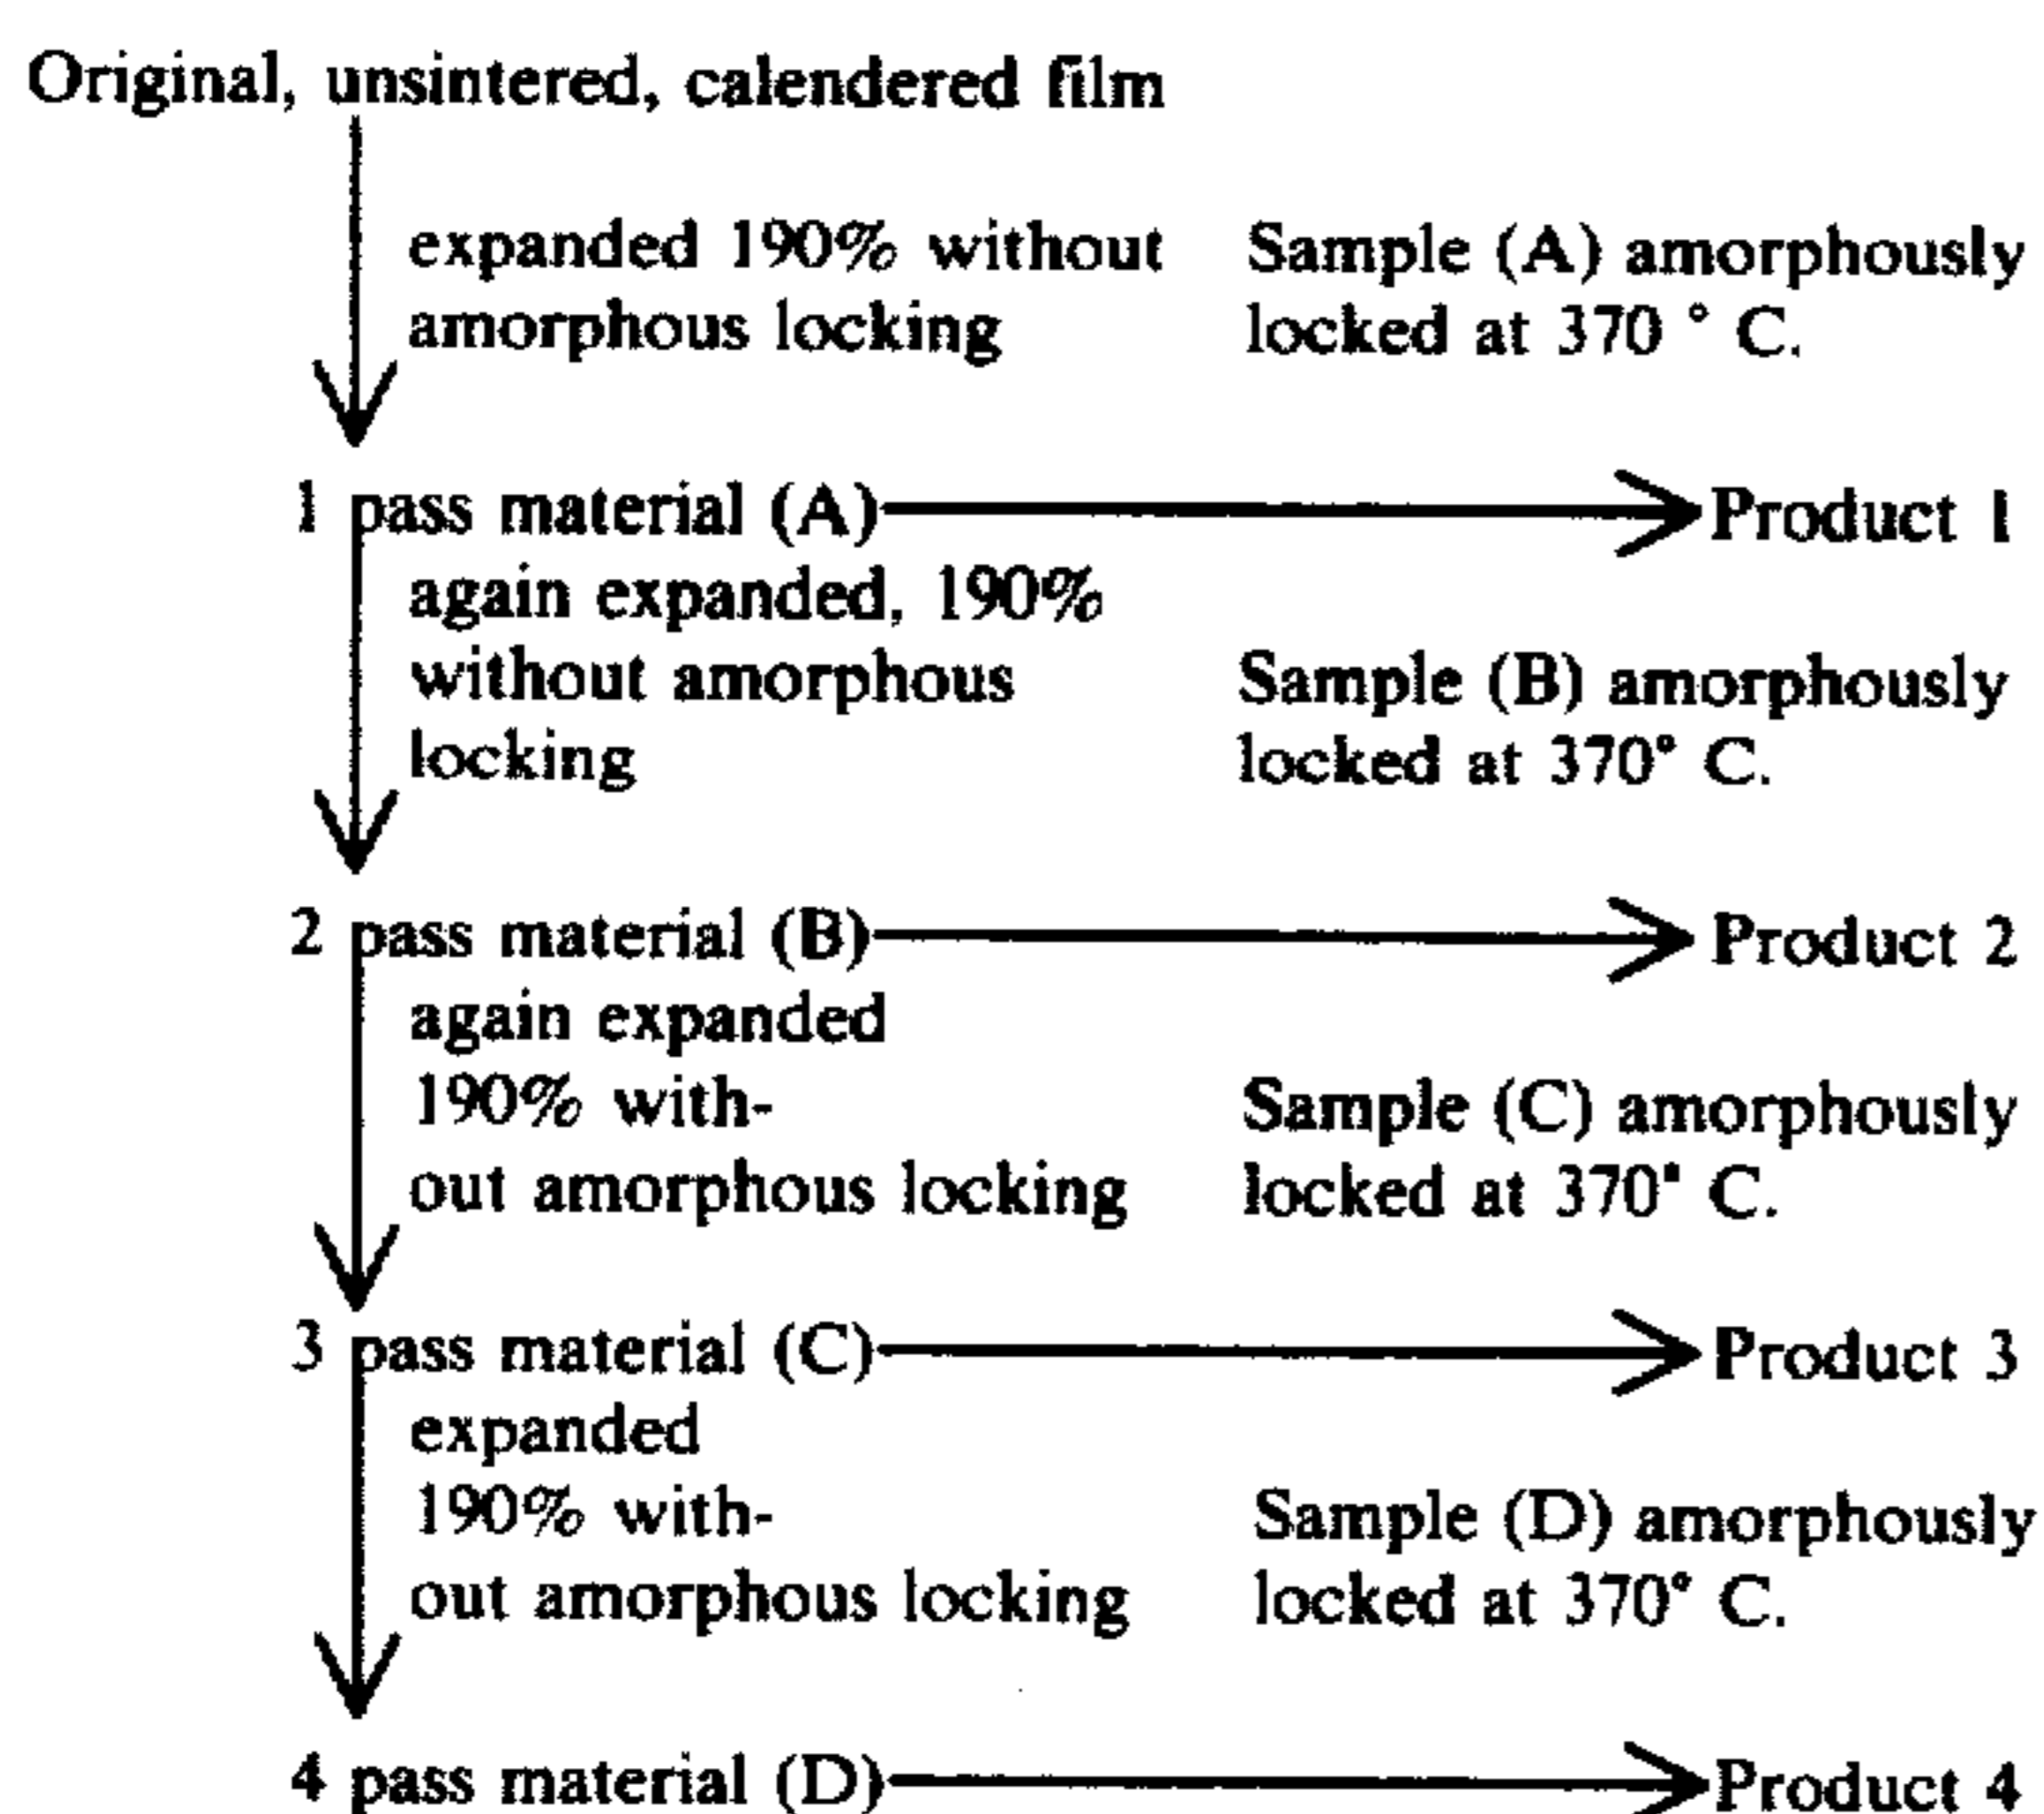 Original, unsintered, calendered film
expanded 190% without
amorphous locking
Sample (A) amorphously
locked at 370 ° C.
1 pass material (A)
Product 1
again expanded, 190%
without amorphous
locking
Sample (B) amorphously
locked at 370° C.
2 pass material (B)
Product 2
again expanded
190% with-
out amorphous locking
Sample (C) amorphously
locked at 370° C.
3 pass material (C)
Product 3
expanded
190% with-
out amorphous locking
Sample (D) amorphously
locked at 370° C.
4 pass material (D)
Product 4